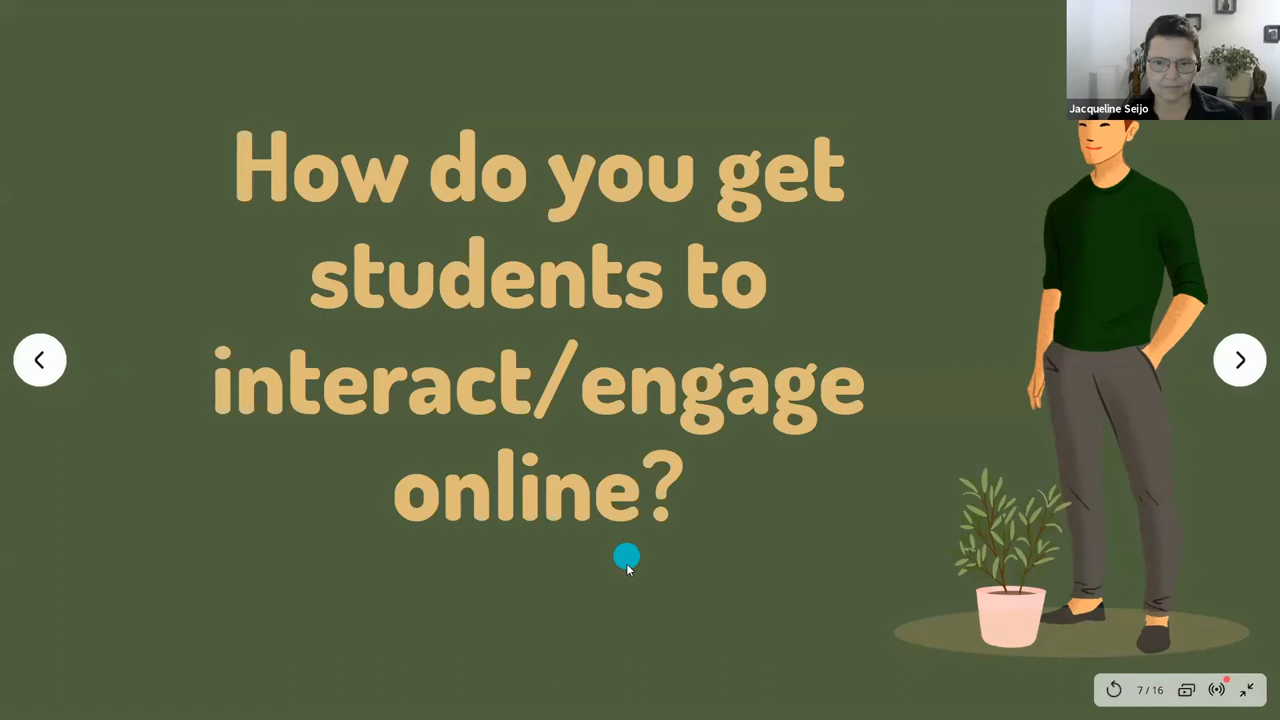 Jacqueline Seijo
How do you get
students to
interact/engage
online?
7 / 16